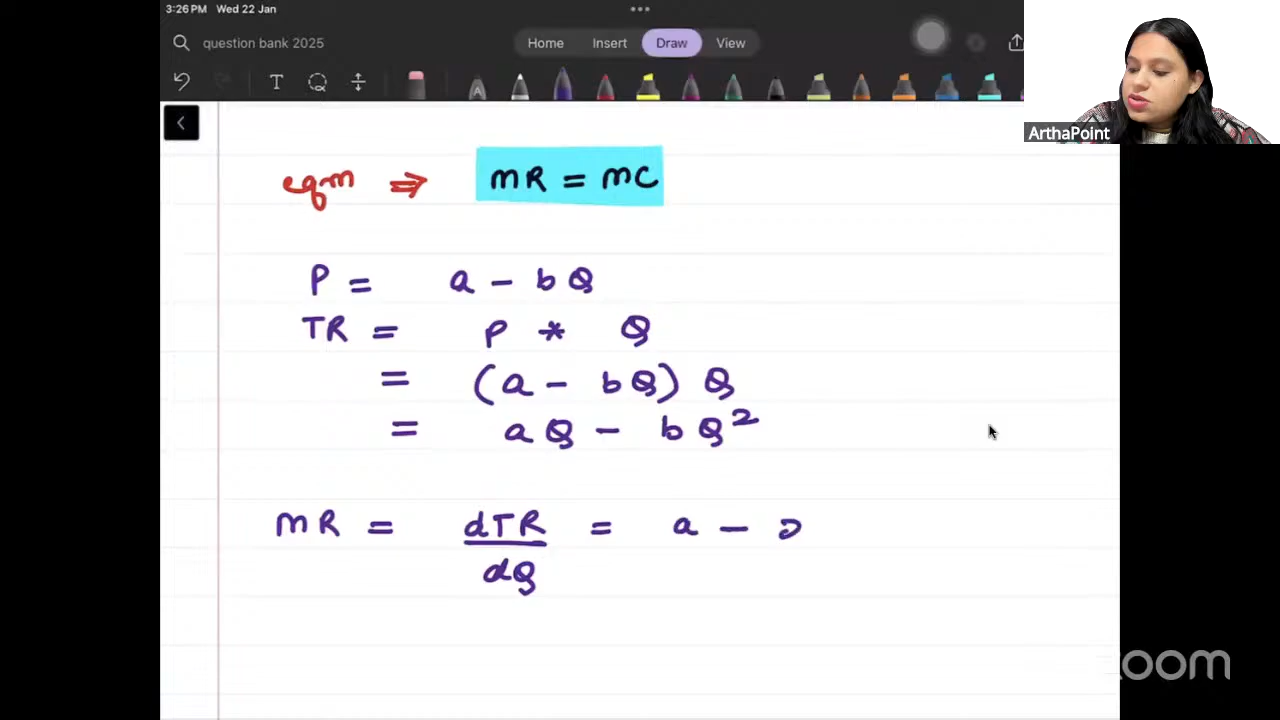 3:26 PM Wed 22 Jan
question bank 2025
Home Insert Draw View
ArthaPoint
eqm ⇒ MR = MC
P = a - bQ
TR = P * Q
= (a - bQ) Q
= aQ - bQ²
MR = dTR/dQ = a - 2
zoom